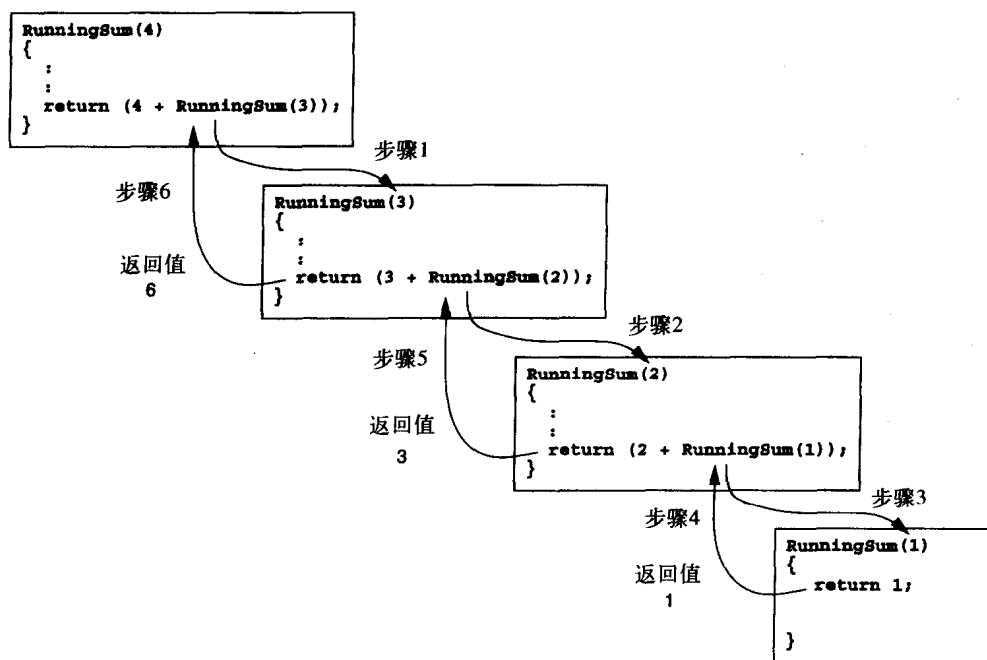 RunningSum(4)
{
:
:
return (4 + RunningSum(3));
}
步骤1
步骤6
返回值
6
RunningSum(3)
{
:
:
return (3 + RunningSum(2));
}
步骤2
步骤5
返回值
3
RunningSum(2)
{
:
:
return (2 + RunningSum(1));
}
步骤3
步骤4
返回值
1
RunningSum(1)
{
return 1;
}